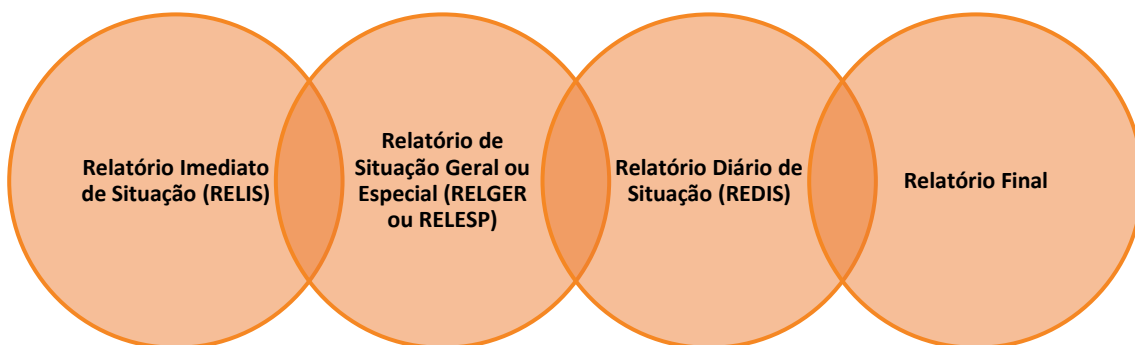 Relatório Imediato
de Situação (RELIS)
Relatório de
Situação Geral ou
Especial (RELGER
ou RELESP)
Relatório Diário de
Situação (REDIS)
Relatório Final